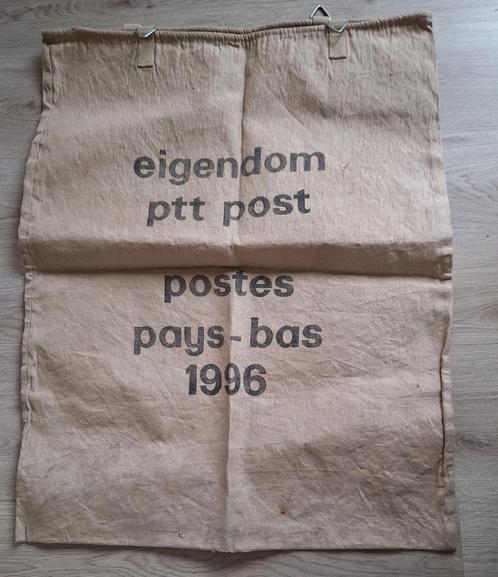 eigendom
ptt post
postes
pays-bas
1996